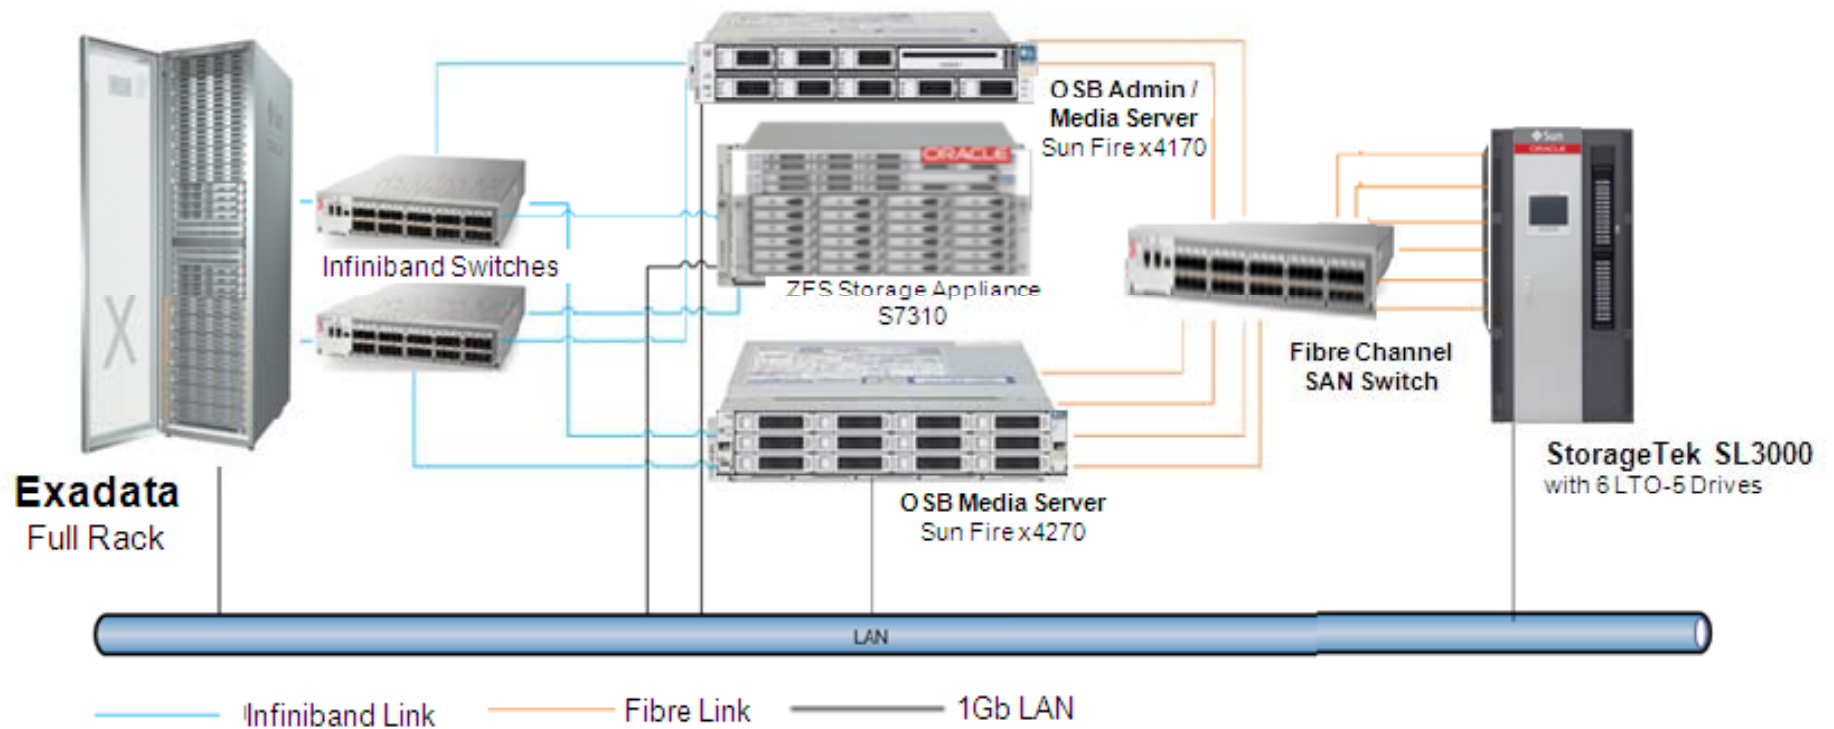 OSB Admin /
Media Server
Sun Fire x4170
Sun
ORACLE
ORACLE
Infiniband Switches
ZFS Storage Appliance
S7310
X
Fibre Channel
SAN Switch
Exadata
Full Rack
OSB Media Server
Sun Fire x4270
StorageTek SL3000
with 6 LTO-5 Drives
LAN
Infiniband Link
Fibre Link
1Gb LAN